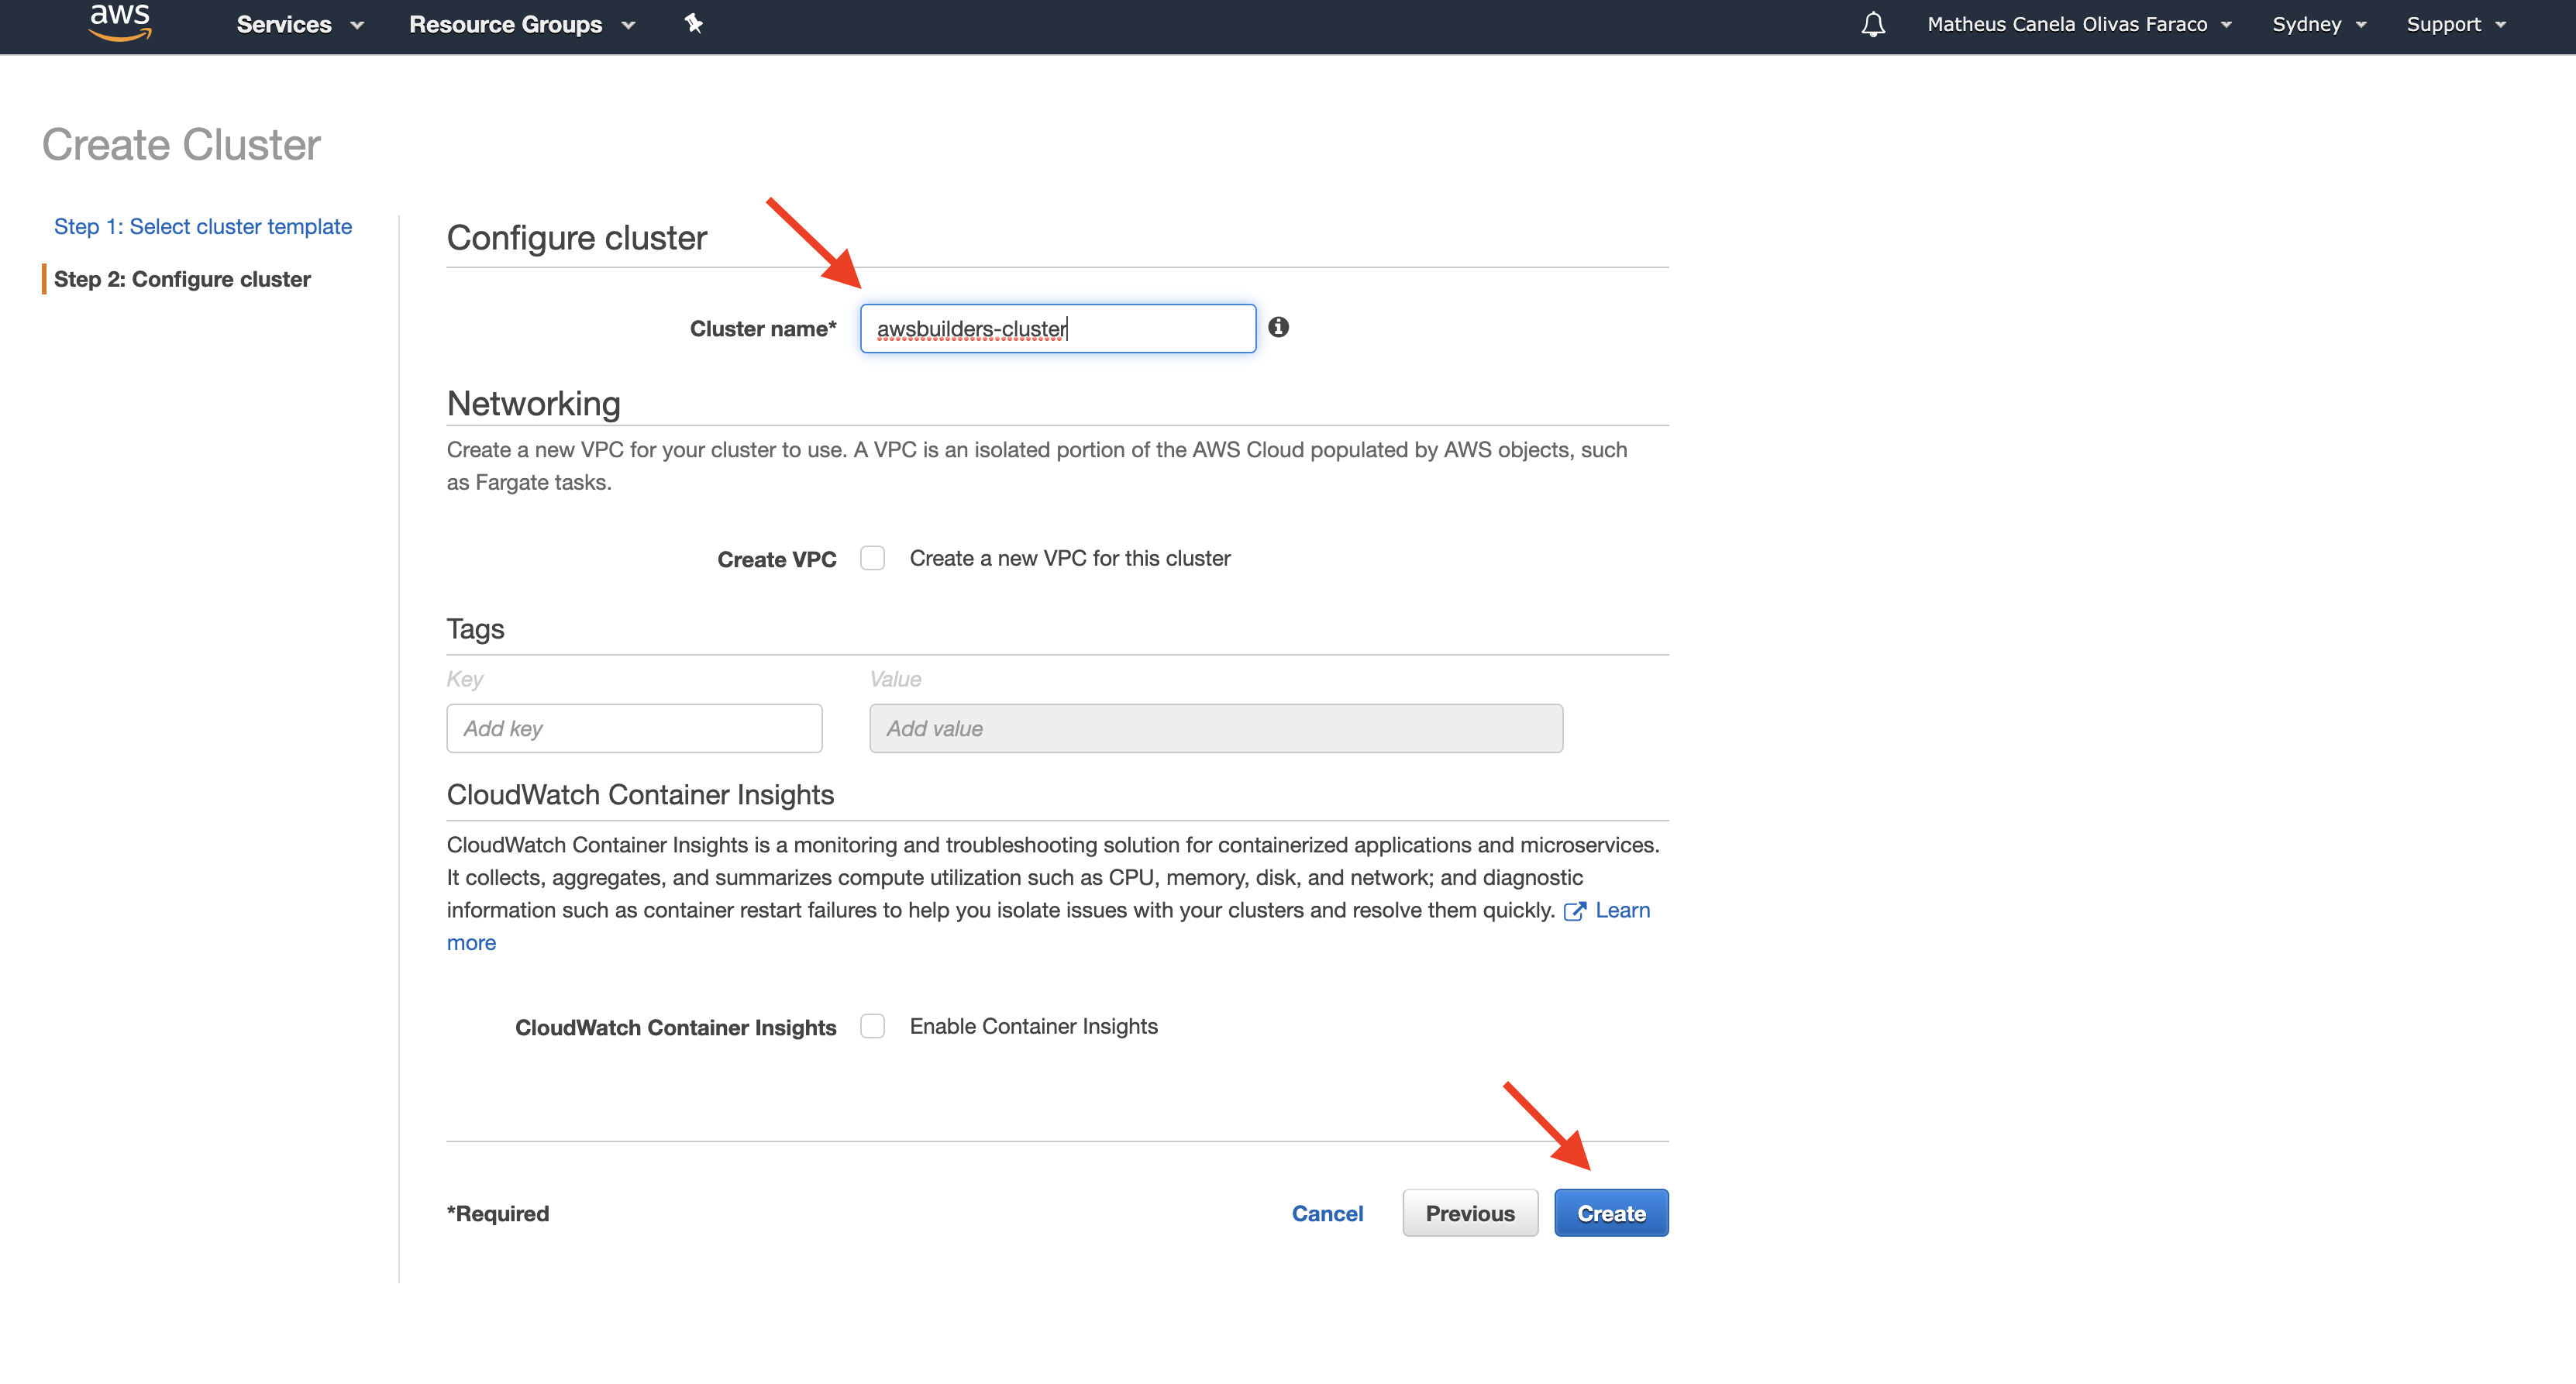 aws
Services
Resource Groups
Matheus Canela Olivas Faraco
Sydney
Support
Create Cluster
Step 1: Select cluster template
Step 2: Configure cluster
Configure cluster
Cluster name*
awsbuilders-cluster
Networking
Create a new VPC for your cluster to use. A VPC is an isolated portion of the AWS Cloud populated by AWS objects, such
as Fargate tasks.
Create VPC
Create a new VPC for this cluster
Tags
Key
Value
Add key
Add value
CloudWatch Container Insights
CloudWatch Container Insights is a monitoring and troubleshooting solution for containerized applications and microservices.
It collects, aggregates, and summarizes compute utilization such as CPU, memory, disk, and network; and diagnostic
information such as container restart failures to help you isolate issues with your clusters and resolve them quickly. Learn
more
CloudWatch Container Insights
Enable Container Insights
*Required
Cancel
Previous
Create